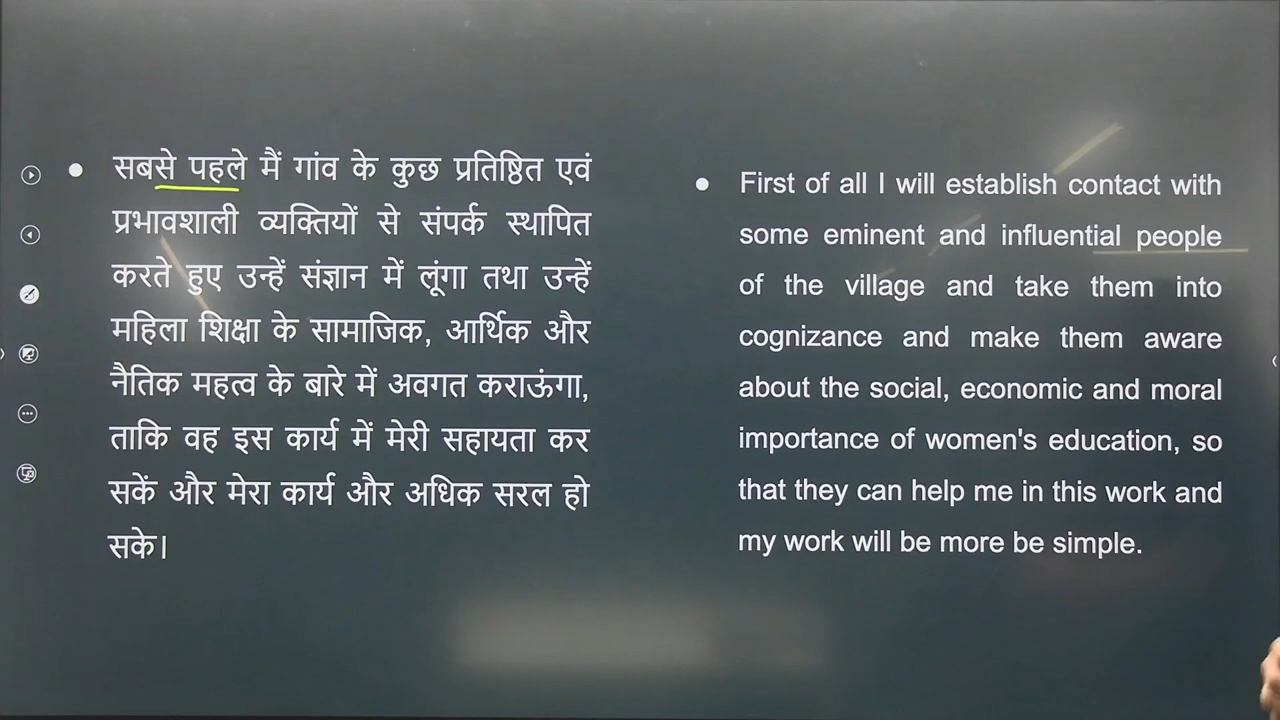 सबसे पहले मैं गांव के कुछ प्रतिष्ठित एवं
प्रभावशाली व्यक्तियों से संपर्क स्थापित
करते हुए उन्हें संज्ञान में लूंगा तथा उन्हें
महिला शिक्षा के सामाजिक, आर्थिक और
नैतिक महत्व के बारे में अवगत कराऊंगा,
ताकि वह इस कार्य में मेरी सहायता कर
सकें और मेरा कार्य और अधिक सरल हो
सके।
First of all I will establish contact with
some eminent and influential people
of the village and take them into
cognizance and make them aware
about the social, economic and moral
importance of women's education, so
that they can help me in this work and
my work will be more be simple.